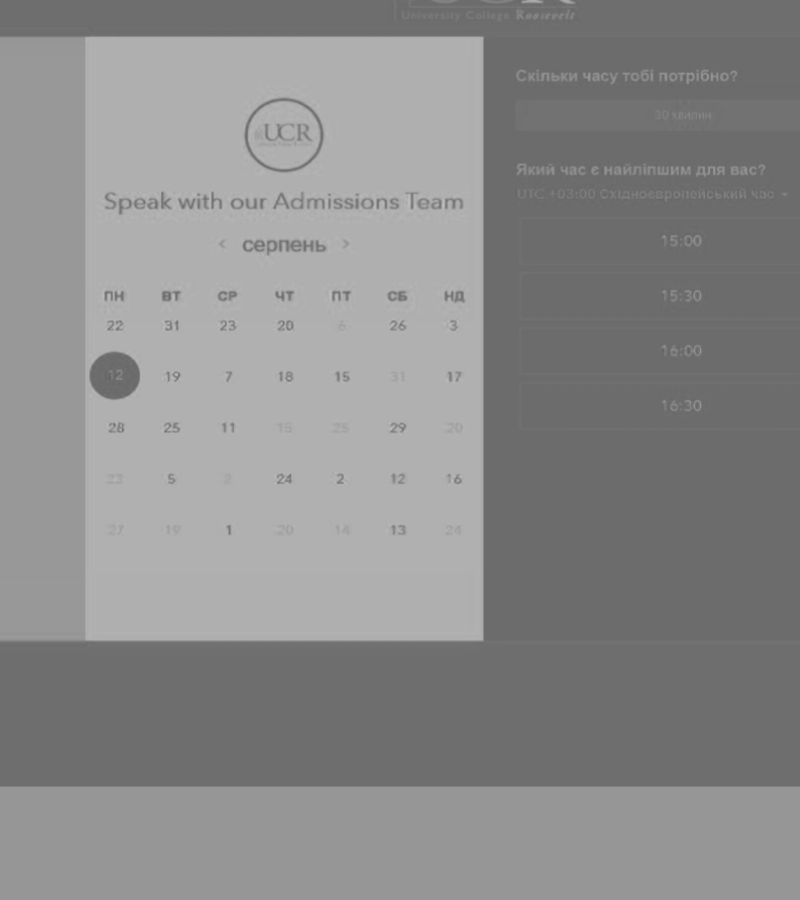 University College Roosevelt
UCR
Speak with our Admissions Team
< серпень >
ПН ВТ СР ЧТ ПТ СБ НД
22 31 23 20 6 26 3
12 19 7 18 15 31 17
28 25 11 15 25 29 20
22 5 2 24 2 12 16
27 19 1 20 14 13 24
Скільки часу тобі потрібно?
30 хвилин
Який час є найліпшим для вас?
UTC +03:00 Східноєвропейський час
15:00
15:30
16:00
16:30